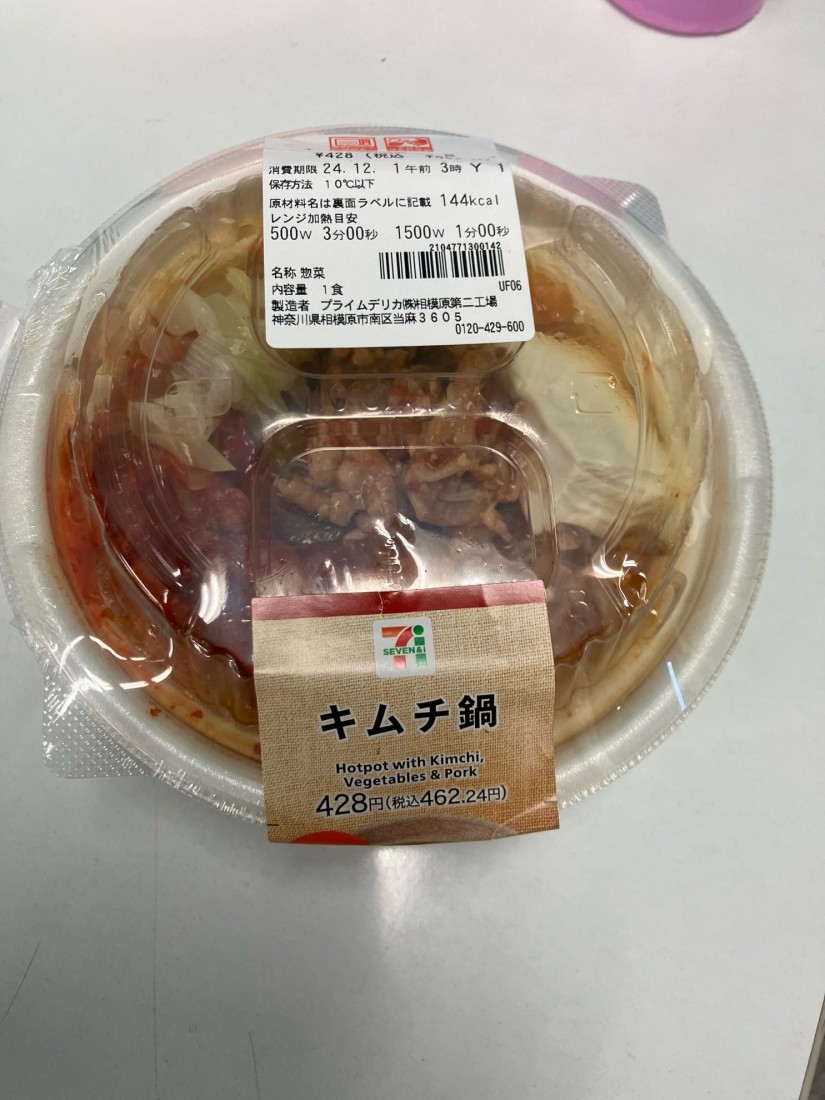 ¥428 (税込
消費期限 24.12. 1午前 3時 Y 1
保存方法 10℃以下
原材料名は裏面ラベルに記載 144kcal
レンジ加熱目安
500W 3分00秒 1500W 1分00秒
2104771300142
名称 惣菜
内容量 1食 UF06
製造者 プライムデリカ㈱相模原第二工場
神奈川県相模原市南区当麻3605
0120-429-600
SEVEN&i
キムチ鍋
Hotpot with Kimchi,
Vegetables & Pork
428円(税込462.24円)